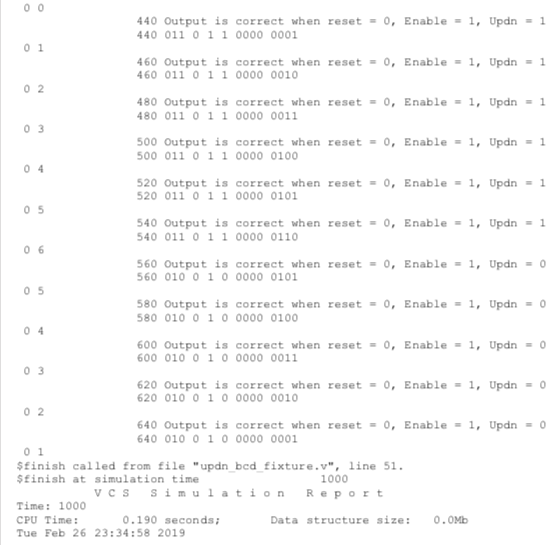 0 0
440 Output is correct when reset = 0, Enable = 1, Updn = 1
440 011 0 1 1 0000 0001
0 1
460 Output is correct when reset = 0, Enable = 1, Updn = 1
460 011 0 1 1 0000 0010
0 2
480 Output is correct when reset = 0, Enable = 1, Updn = 1
480 011 0 1 1 0000 0011
0 3
500 Output is correct when reset = 0, Enable = 1, Updn = 1
500 011 0 1 1 0000 0100
0 4
520 Output is correct when reset = 0, Enable = 1, Updn = 1
520 011 0 1 1 0000 0101
0 5
540 Output is correct when reset = 0, Enable = 1, Updn = 1
540 011 0 1 1 0000 0110
0 6
560 Output is correct when reset = 0, Enable = 1, Updn = 0
560 010 0 1 0 0000 0101
0 5
580 Output is correct when reset = 0, Enable = 1, Updn = 0
580 010 0 1 0 0000 0100
0 4
600 Output is correct when reset = 0, Enable = 1, Updn = 0
600 010 0 1 0 0000 0011
0 3
620 Output is correct when reset = 0, Enable = 1, Updn = 0
620 010 0 1 0 0000 0010
0 2
640 Output is correct when reset = 0, Enable = 1, Updn = 0
640 010 0 1 0 0000 0001
0 1
$finish called from file "updn_bcd_fixture.v", line 51.
$finish at simulation time 1000
V C S S i m u l a t i o n R e p o r t
Time: 1000
CPU Time: 0.190 seconds; Data structure size: 0.0Mb
Tue Feb 26 23:34:58 2019